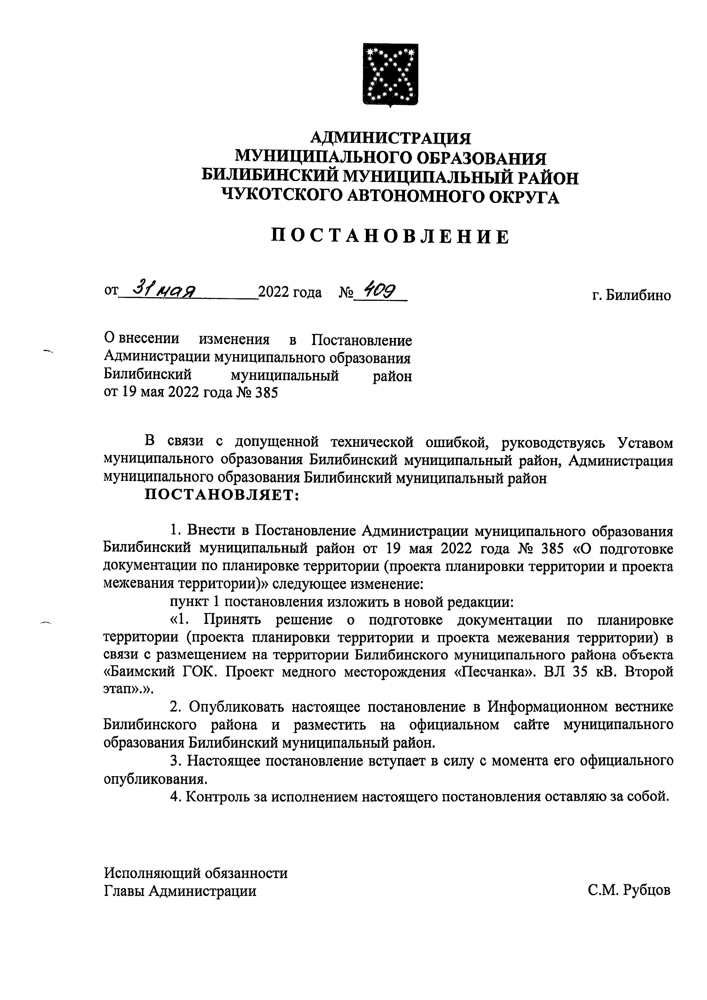 АДМИНИСТРАЦИЯ
МУНИЦИПАЛЬНОГО ОБРАЗОВАНИЯ
БИЛИБИНСКИЙ МУНИЦИПАЛЬНЫЙ РАЙОН
ЧУКОТСКОГО АВТОНОМНОГО ОКРУГА
П О С Т А Н О В Л Е Н И Е
от 31 мая 2022 года № 409 г. Билибино
О внесении изменения в Постановление
Администрации муниципального образования
Билибинский муниципальный район
от 19 мая 2022 года № 385
В связи с допущенной технической ошибкой, руководствуясь Уставом
муниципального образования Билибинский муниципальный район, Администрация
муниципального образования Билибинский муниципальный район
ПОСТАНОВЛЯЕТ:
1. Внести в Постановление Администрации муниципального образования
Билибинский муниципальный район от 19 мая 2022 года № 385 «О подготовке
документации по планировке территории (проекта планировки территории и проекта
межевания территории)» следующее изменение:
пункт 1 постановления изложить в новой редакции:
«1. Принять решение о подготовке документации по планировке
территории (проекта планировки территории и проекта межевания территории) в
связи с размещением на территории Билибинского муниципального района объекта
«Баимский ГОК. Проект медного месторождения «Песчанка». ВЛ 35 кВ. Второй
этап».».
2. Опубликовать настоящее постановление в Информационном вестнике
Билибинского района и разместить на официальном сайте муниципального
образования Билибинский муниципальный район.
3. Настоящее постановление вступает в силу с момента его официального
опубликования.
4. Контроль за исполнением настоящего постановления оставляю за собой.
Исполняющий обязанности
Главы Администрации С.М. Рубцов